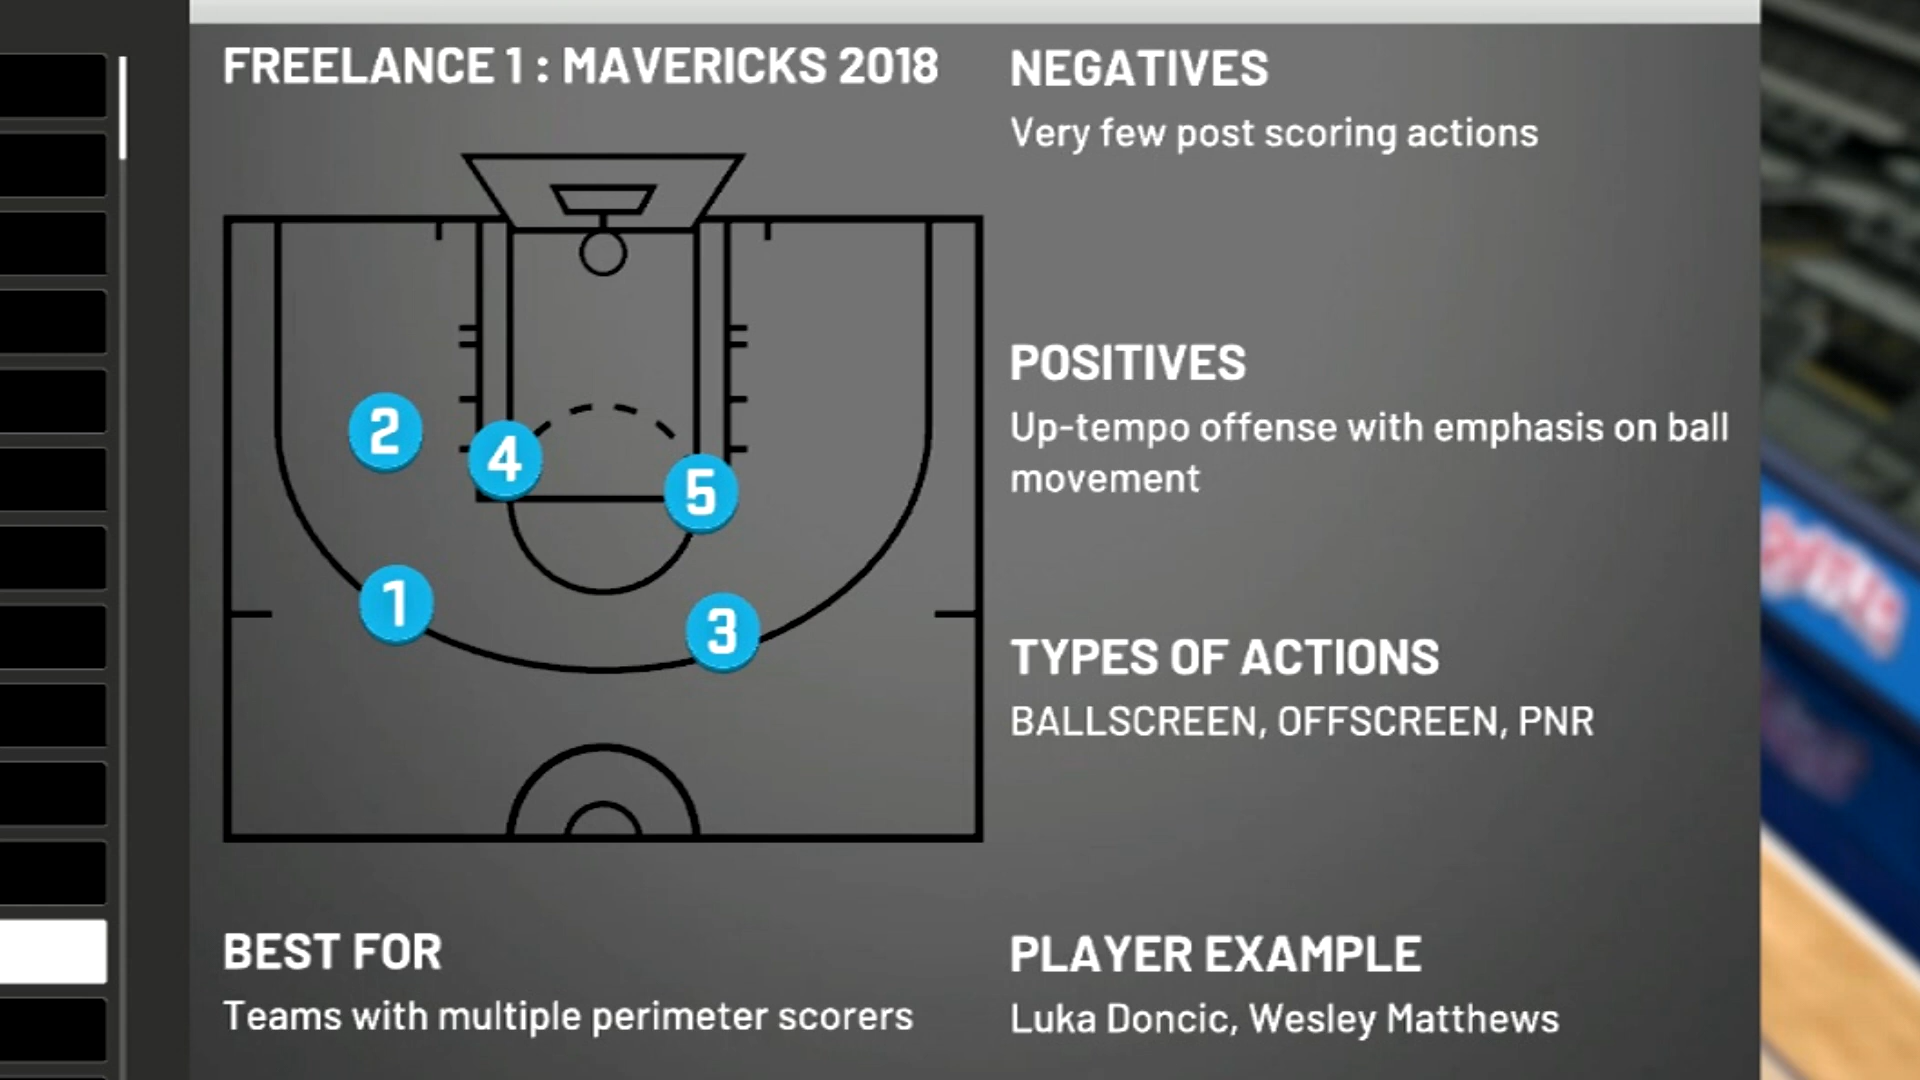 FREELANCE 1 : MAVERICKS 2018
NEGATIVES
Very few post scoring actions
2
4
5
1
3
POSITIVES
Up-tempo offense with emphasis on ball
movement
TYPES OF ACTIONS
BALLSCREEN, OFFSCREEN, PNR
BEST FOR
Teams with multiple perimeter scorers
PLAYER EXAMPLE
Luka Doncic, Wesley Matthews